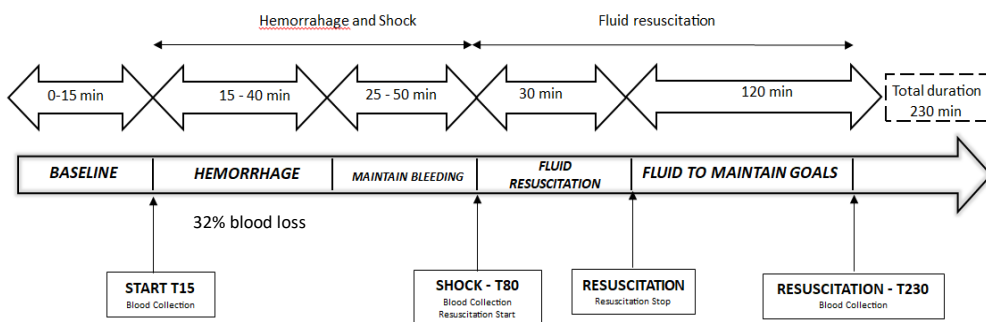 Hemorrahage and Shock
Fluid resuscitation
0-15 min
15 - 40 min
25 - 50 min
30 min
120 min
Total duration
230 min
BASELINE
HEMORRHAGE
MAINTAIN BLEEDING
FLUID
RESUSCITATION
FLUID TO MAINTAIN GOALS
32% blood loss
START T15
Blood Collection
SHOCK - T80
Blood Collection
Resuscitation Start
RESUSCITATION
Resuscitation Stop
RESUSCITATION - T230
Blood Collection